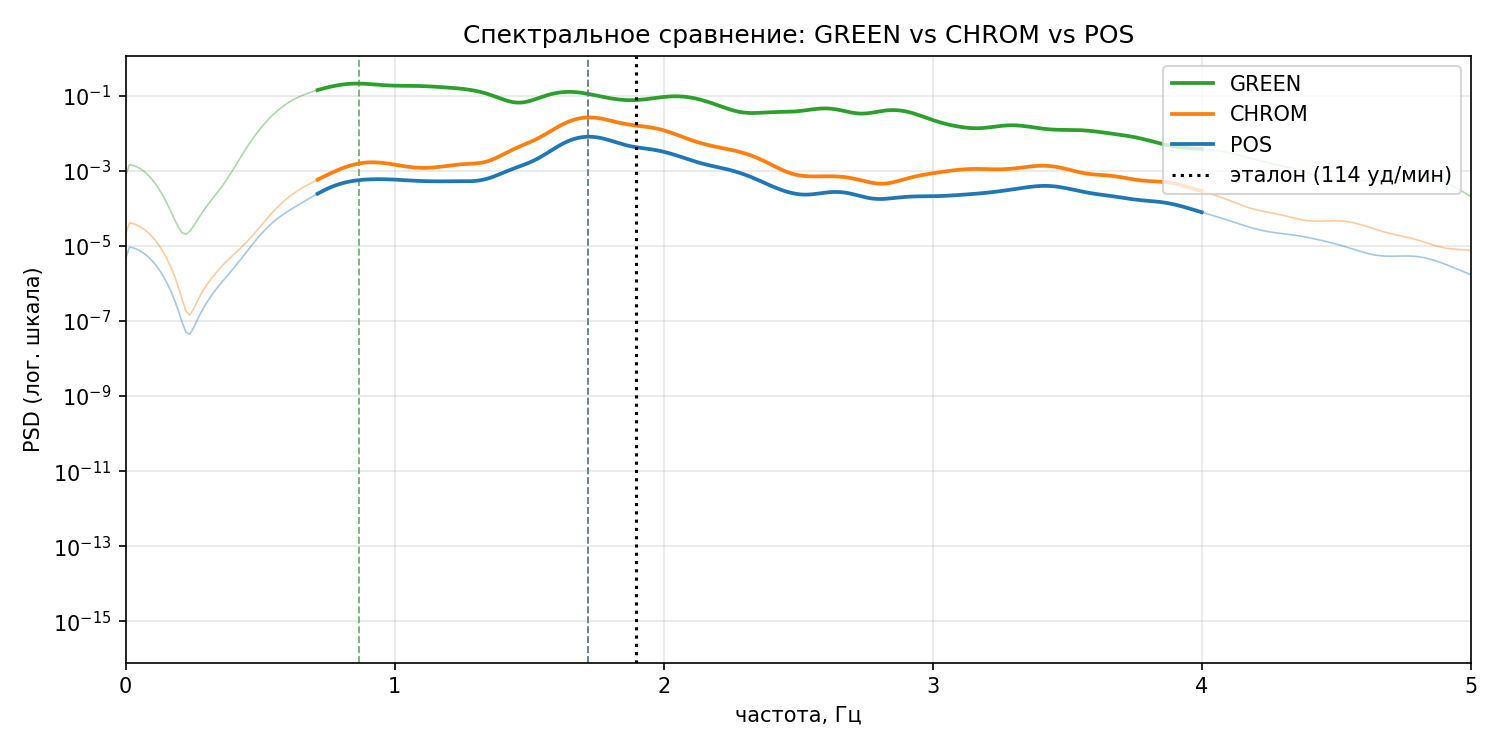 Спектральное сравнение: GREEN vs CHROM vs POS
GREEN
CHROM
POS
эталон (114 уд/мин)
PSD (лог. шкала)
10⁻¹
10⁻³
10⁻⁵
10⁻⁷
10⁻⁹
10⁻¹¹
10⁻¹³
10⁻¹⁵
0 1 2 3 4 5
частота, Гц